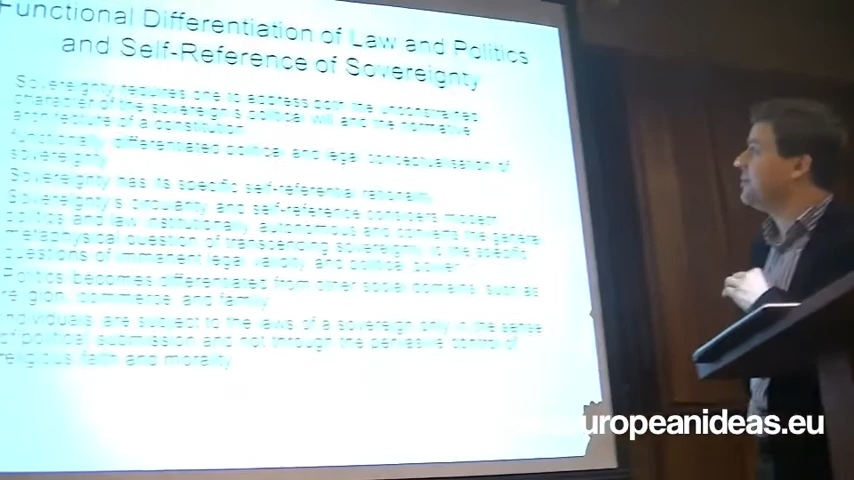 Functional Differentiation of Law and Politics
and Self-Reference of Sovereignty
Sovereignty requires one to address both the unconstrained
character of the sovereign's political will and the normative
architecture of a constitution
functionally differentiated political and legal conceptualisation of
sovereignty
Sovereignty has its specific self-referential rationality
Sovereignty's circularity and self-reference considers modern
politics and law institutionally autonomous and converts the general
metaphysical question of transcending sovereignty to the specific
questions of immanent legal validity and political power
Politics becomes differentiated from other social domains, such as
religion, commerce, and family
individuals are subject to the laws of a sovereign only in the sense
of political submission and not through the pervasive control of
religious faith and morality
europeanideas.eu